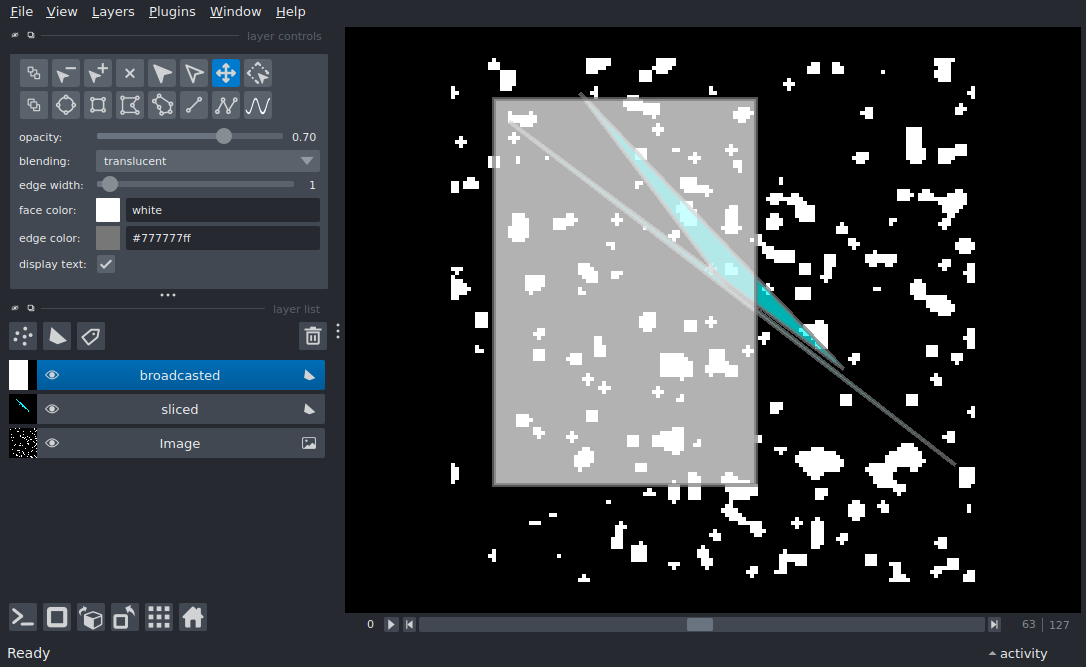 File View Layers Plugins Window Help
layer controls
opacity: 0.70
blending: translucent
edge width: 1
face color: white
edge color: #777777ff
display text:
layer list
broadcasted
sliced
Image
0 63 127
Ready activity